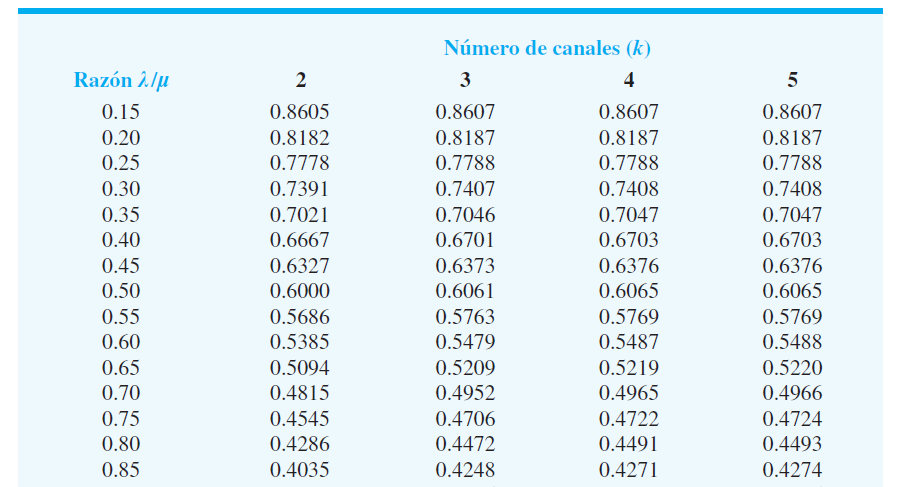 Número de canales (k)
Razón λ/μ 2 3 4 5
0.15 0.8605 0.8607 0.8607 0.8607
0.20 0.8182 0.8187 0.8187 0.8187
0.25 0.7778 0.7788 0.7788 0.7788
0.30 0.7391 0.7407 0.7408 0.7408
0.35 0.7021 0.7046 0.7047 0.7047
0.40 0.6667 0.6701 0.6703 0.6703
0.45 0.6327 0.6373 0.6376 0.6376
0.50 0.6000 0.6061 0.6065 0.6065
0.55 0.5686 0.5763 0.5769 0.5769
0.60 0.5385 0.5479 0.5487 0.5488
0.65 0.5094 0.5209 0.5219 0.5220
0.70 0.4815 0.4952 0.4965 0.4966
0.75 0.4545 0.4706 0.4722 0.4724
0.80 0.4286 0.4472 0.4491 0.4493
0.85 0.4035 0.4248 0.4271 0.4274